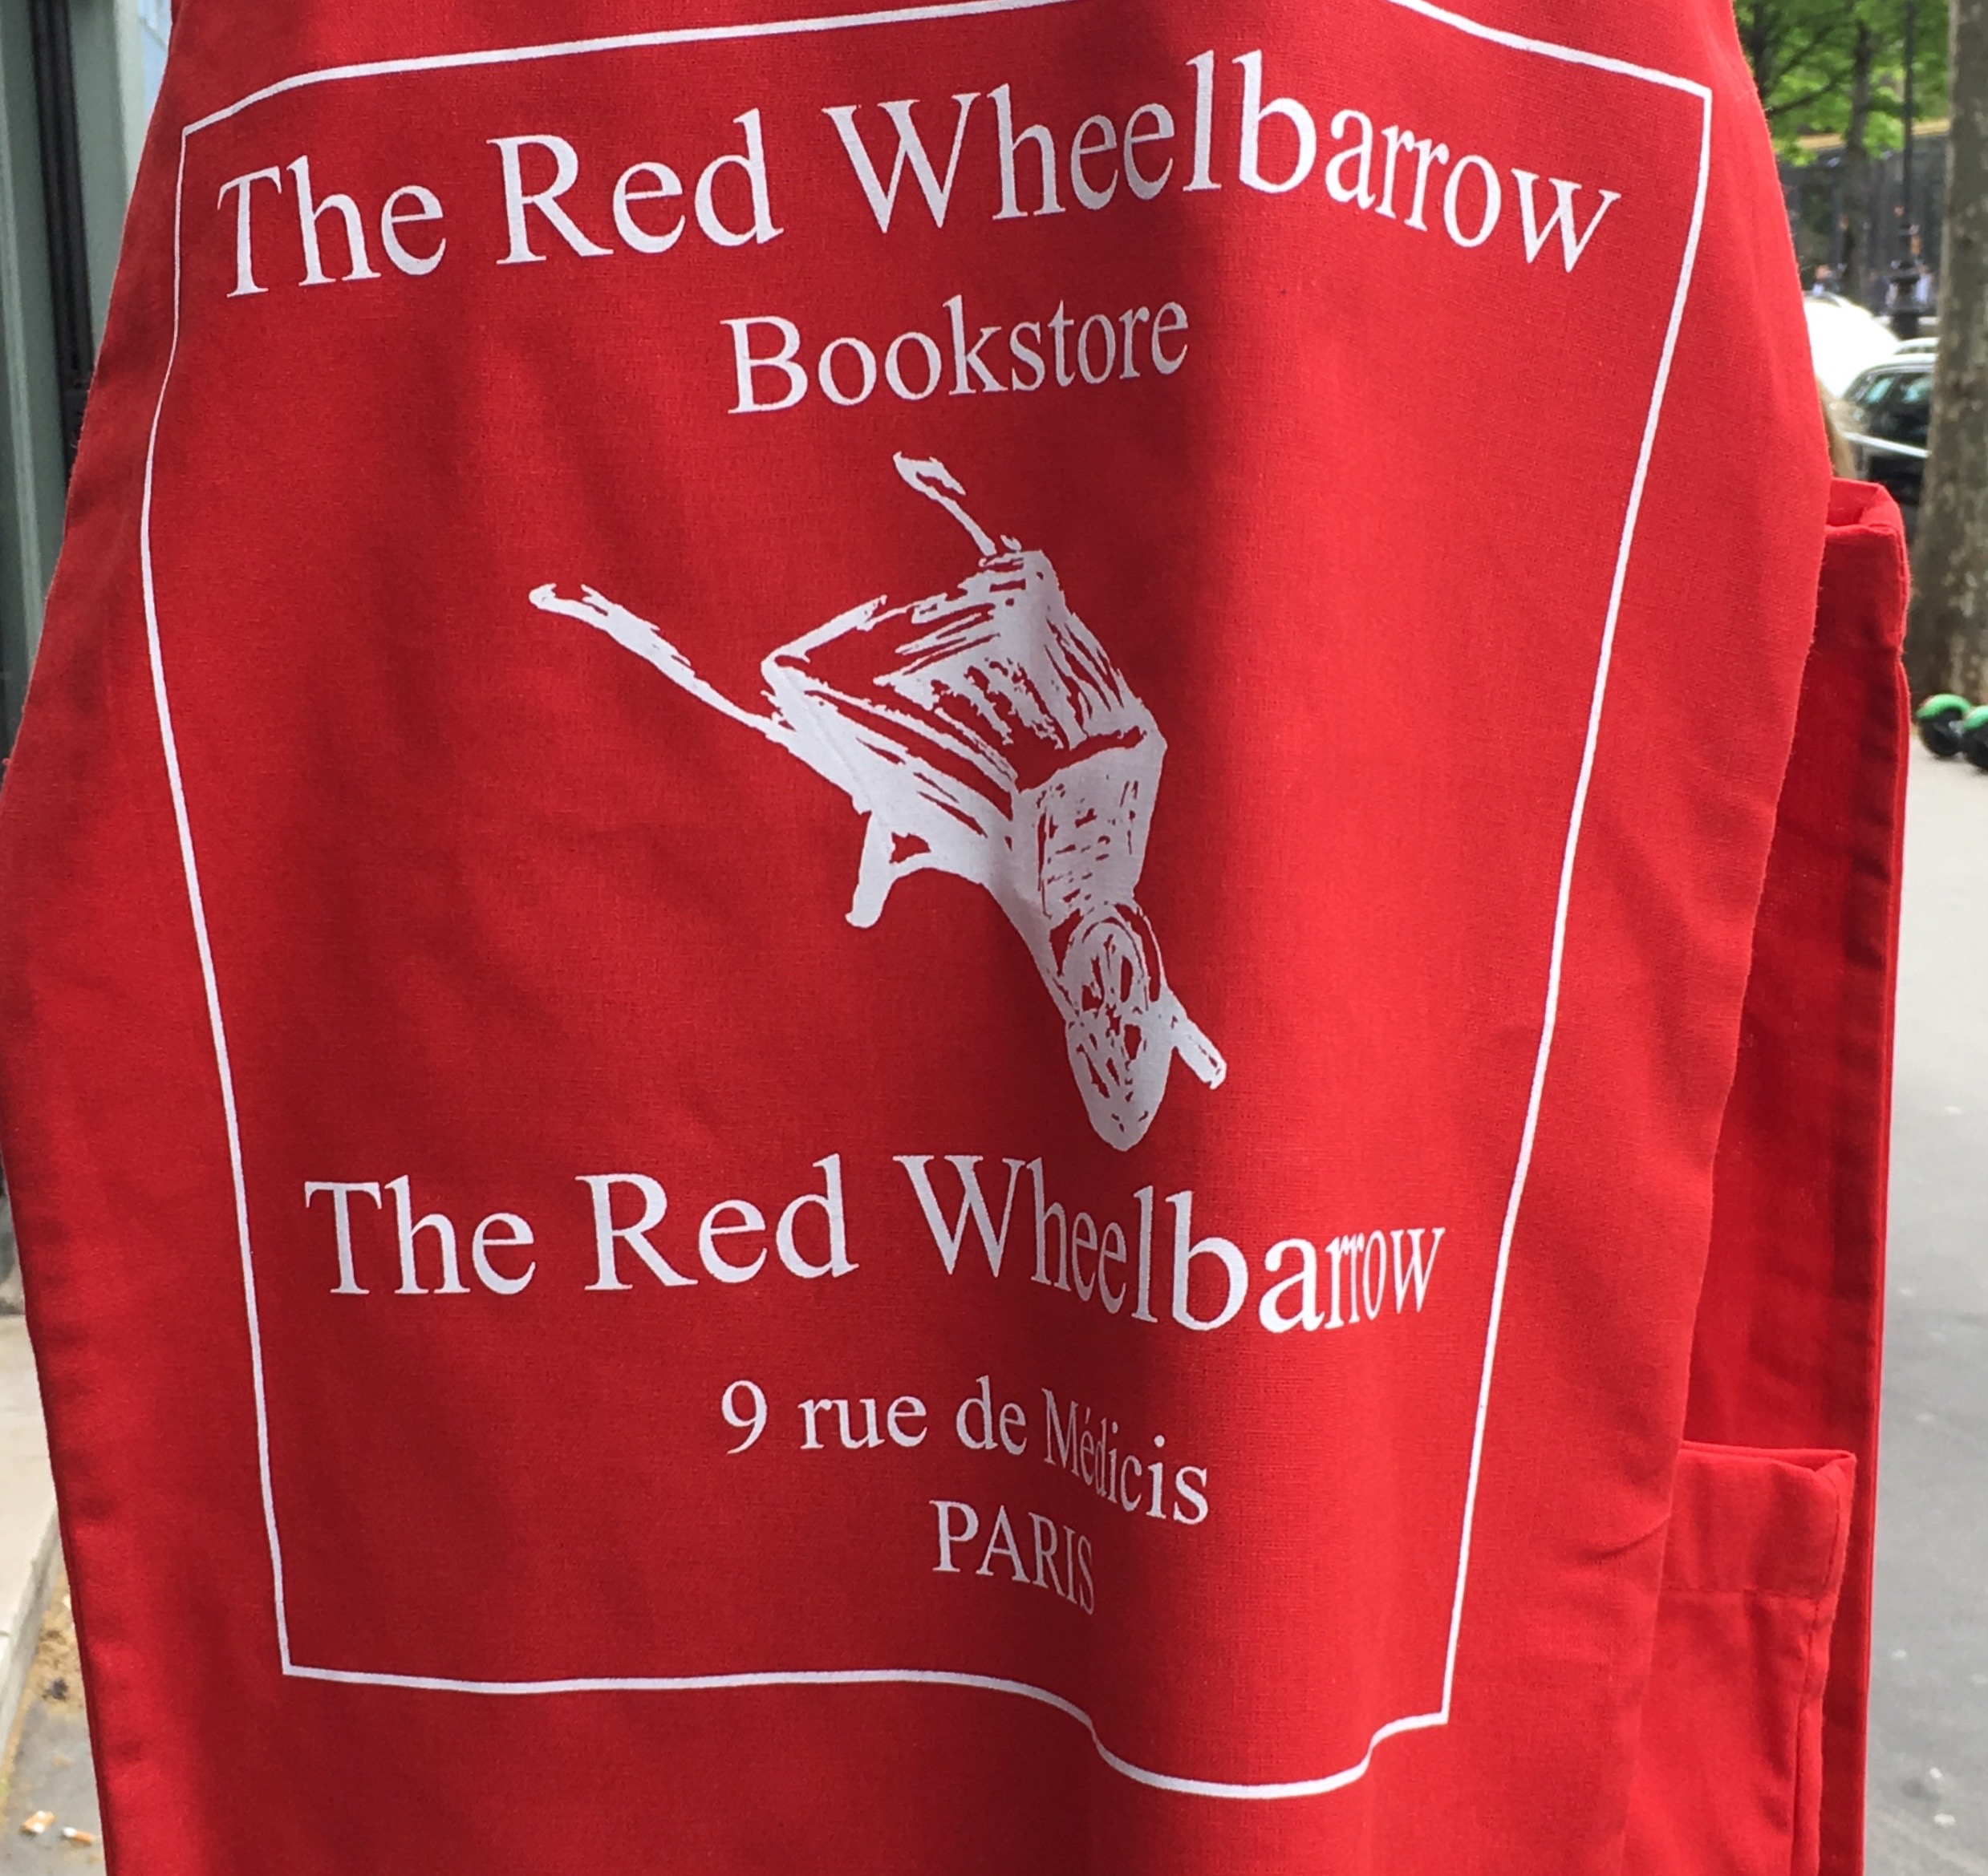 The Red Wheelbarrow
Bookstore
The Red Wheelbarrow
9 rue de Médicis
PARIS